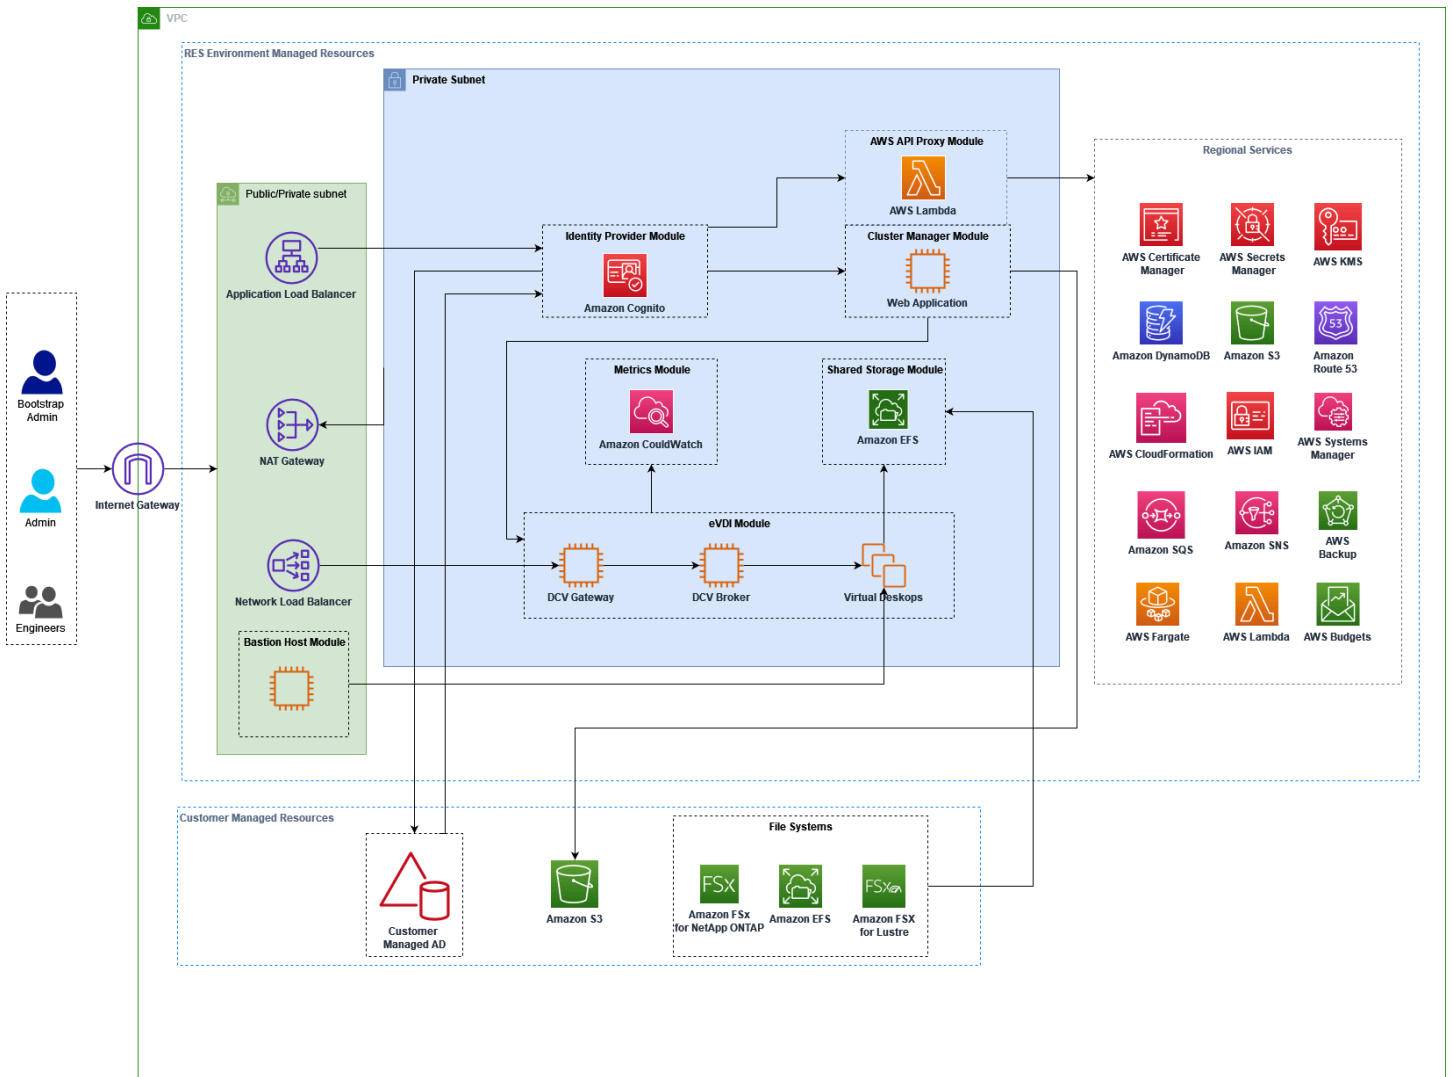 VPC
RES Environment Managed Resources
Private Subnet
AWS API Proxy Module
AWS Lambda
Regional Services
Public/Private subnet
Application Load Balancer
Identity Provider Module
Amazon Cognito
Cluster Manager Module
Web Application
AWS Certificate
Manager
AWS Secrets
Manager
AWS KMS
Amazon DynamoDB
Amazon S3
53
Amazon
Route 53
Bootstrap
Admin
Admin
Engineers
Internet Gateway
NAT Gateway
Metrics Module
Amazon CouldWatch
Shared Storage Module
Amazon EFS
AWS CloudFormation
AWS IAM
AWS Systems
Manager
eVDI Module
DCV Gateway
DCV Broker
Virtual Deskops
Network Load Balancer
Amazon SQS
Amazon SNS
AWS
Backup
AWS Fargate
AWS Lambda
AWS Budgets
Bastion Host Module
Customer Managed Resources
Customer
Managed AD
Amazon S3
File Systems
FSx
Amazon FSx
for NetApp ONTAP
Amazon EFS
FSx
Amazon FSX
for Lustre